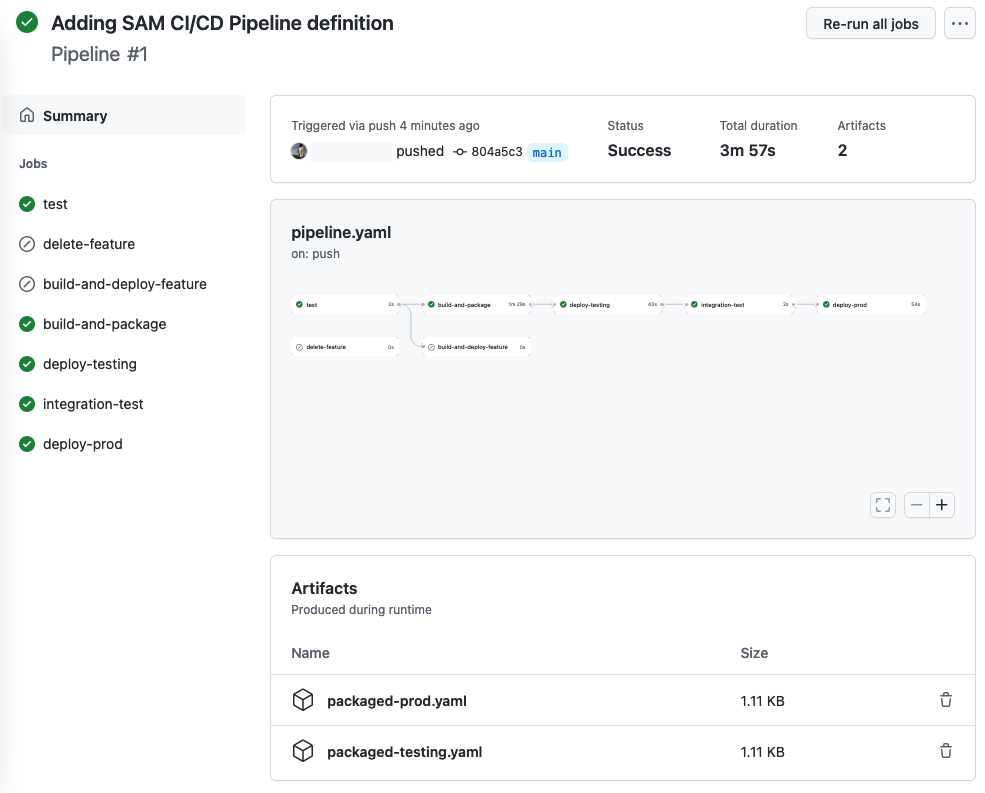 Adding SAM CI/CD Pipeline definition
Re-run all jobs
Pipeline #1
Summary
Jobs
test
delete-feature
build-and-deploy-feature
build-and-package
deploy-testing
integration-test
deploy-prod
Triggered via push 4 minutes ago
pushed 804a5c3 main
Status
Success
Total duration
3m 57s
Artifacts
2
pipeline.yaml
on: push
test 2s
build-and-package 1m 29s
deploy-testing 43s
integration-test 2s
deploy-prod 54s
delete-feature 0s
build-and-deploy-feature 0s
Artifacts
Produced during runtime
Name Size
packaged-prod.yaml 1.11 KB
packaged-testing.yaml 1.11 KB